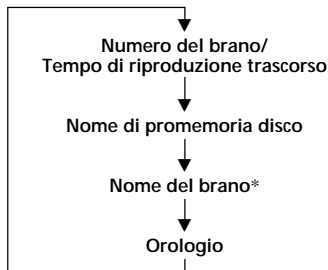 Numero del brano/
Tempo di riproduzione trascorso
Nome di promemoria disco
Nome del brano*
Orologio